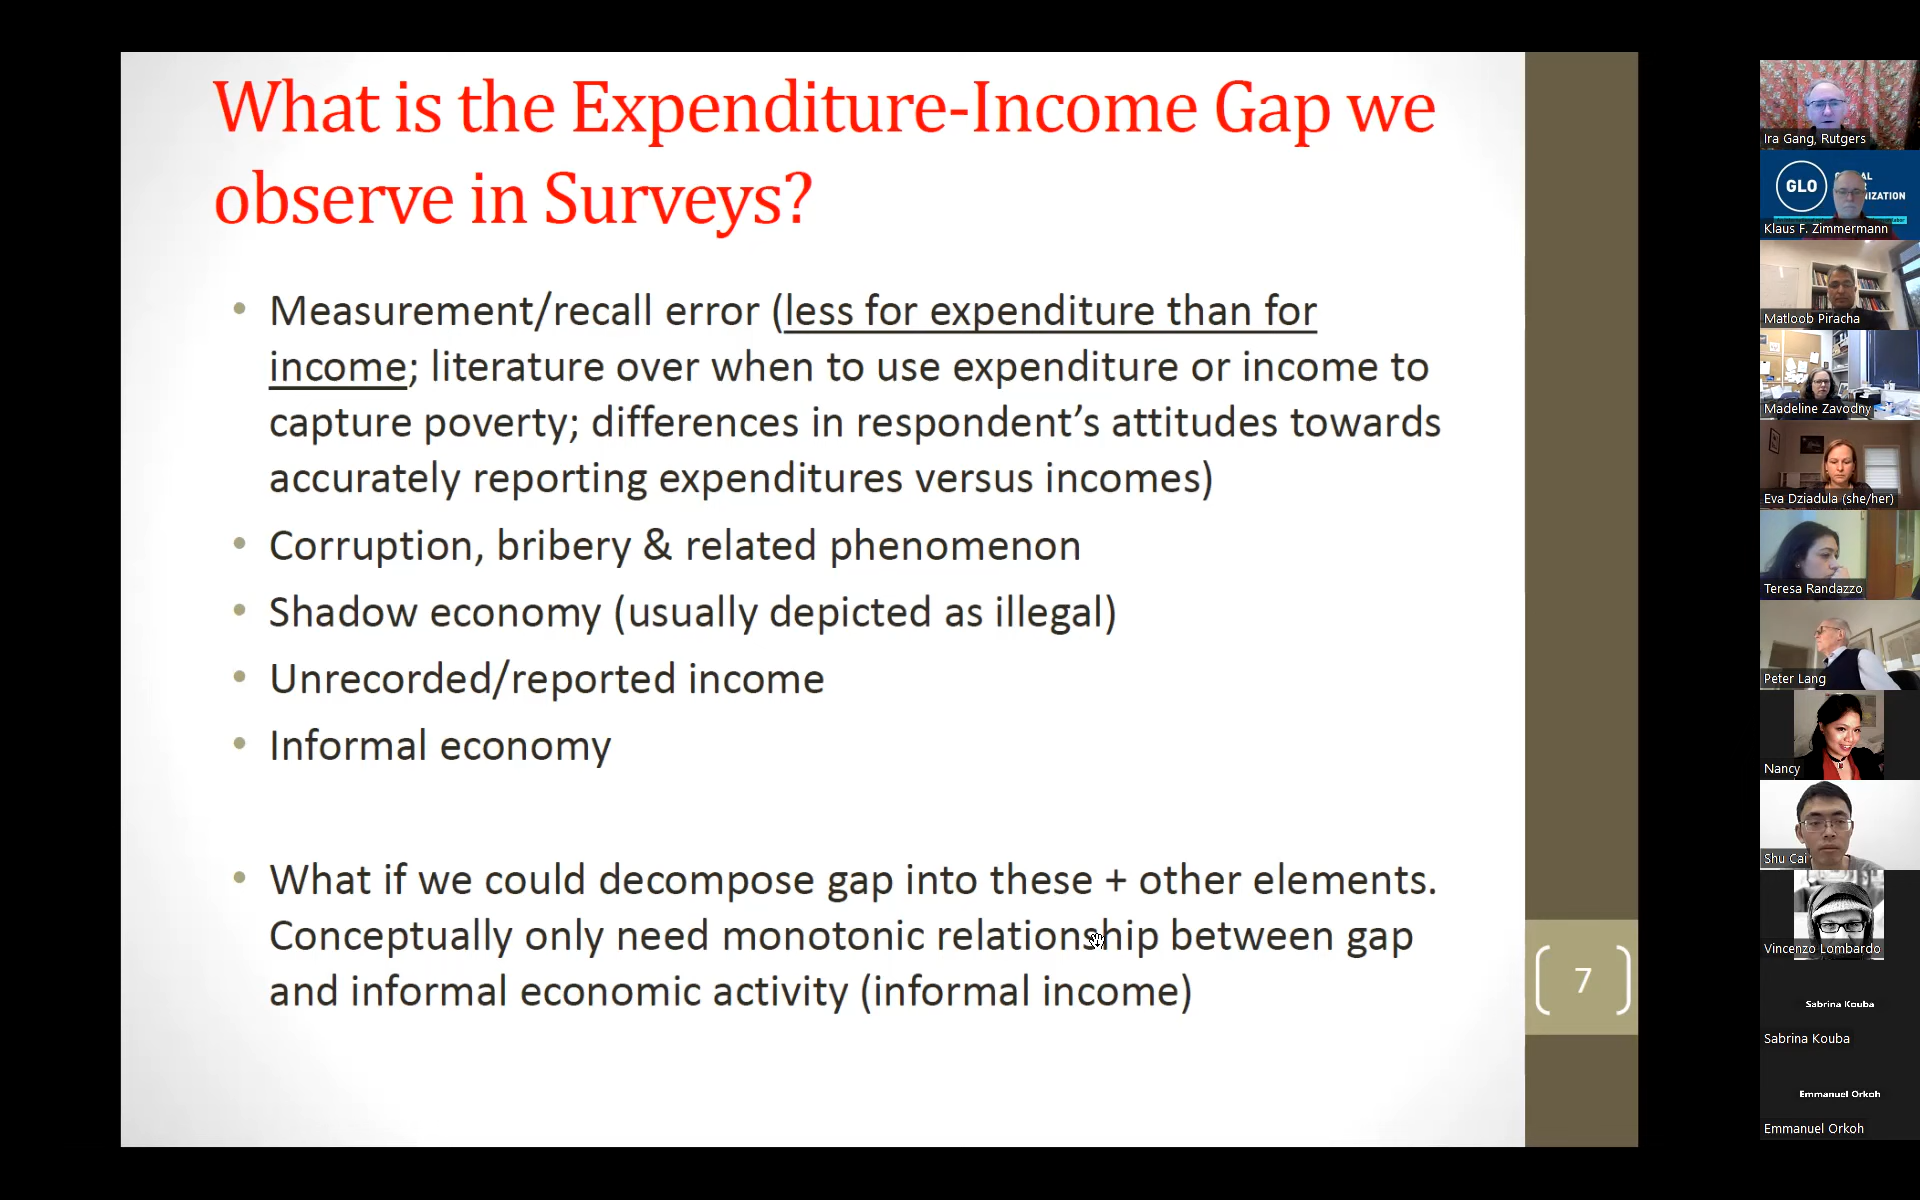 What is the Expenditure-Income Gap we
observe in Surveys?
• Measurement/recall error (less for expenditure than for
income; literature over when to use expenditure or income to
capture poverty; differences in respondent’s attitudes towards
accurately reporting expenditures versus incomes)
• Corruption, bribery & related phenomenon
• Shadow economy (usually depicted as illegal)
• Unrecorded/reported income
• Informal economy
• What if we could decompose gap into these + other elements.
Conceptually only need monotonic relationship between gap
and informal economic activity (informal income)
7
Ira Gang, Rutgers
GLO
Klaus F. Zimmermann
Matloob Piracha
Madeline Zavodny
Eva Dziadula (she/her)
Teresa Randazzo
Peter Lang
Nancy
Shu Cai
Vincenzo Lombardo
Sabrina Kouba
Sabrina Kouba
Emmanuel Orkoh
Emmanuel Orkoh